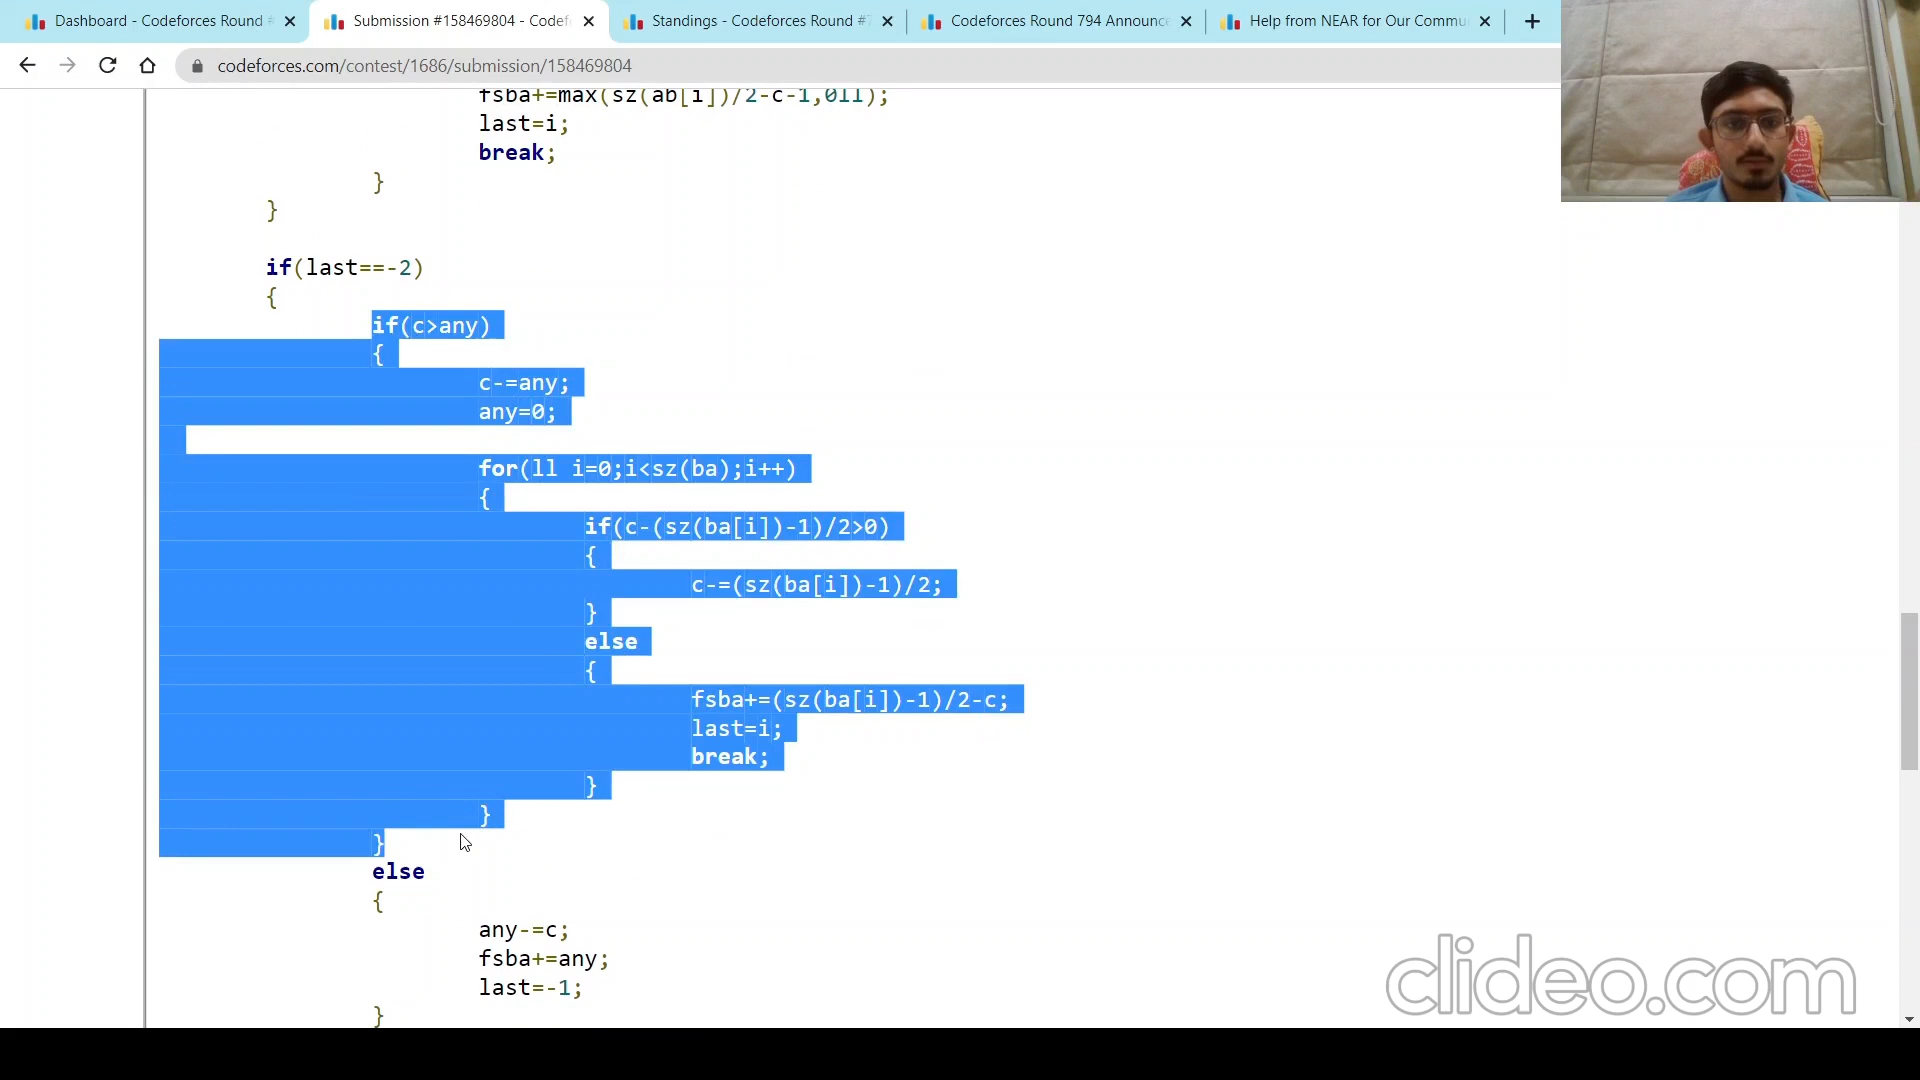 Dashboard - Codeforces Round #
Submission #158469804 - Codef
Standings - Codeforces Round #7
Codeforces Round 794 Announce
Help from NEAR for Our Commu
codeforces.com/contest/1686/submission/158469804
fsba+=max(sz(ab[i])/2-c-1,0ll);
last=i;
break;
}
}
if(last==-2)
{
if(c>any)
{
c-=any;
any=0;
for(ll i=0;i<sz(ba);i++)
{
if(c-(sz(ba[i])-1)/2>0)
{
c-=(sz(ba[i])-1)/2;
}
else
{
fsba+=(sz(ba[i])-1)/2-c;
last=i;
break;
}
}
}
else
{
any-=c;
fsba+=any;
last=-1;
}
clideo.com